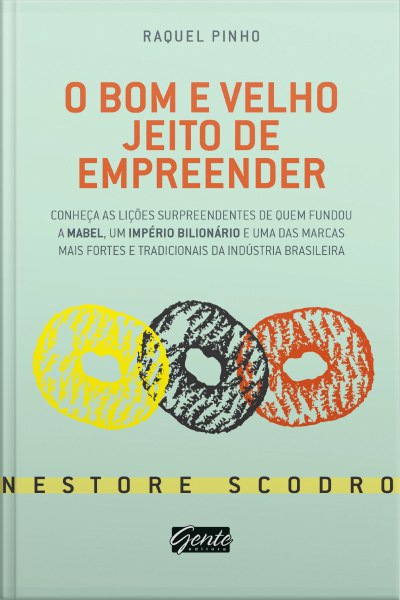 RAQUEL PINHO
O BOM E VELHO
JEITO DE
EMPREENDER
CONHEÇA AS LIÇÕES SURPREENDENTES DE QUEM FUNDOU
A MABEL, UM IMPÉRIO BILIONÁRIO E UMA DAS MARCAS
MAIS FORTES E TRADICIONAIS DA INDÚSTRIA BRASILEIRA
NESTORE SCODRO
Gente
editora